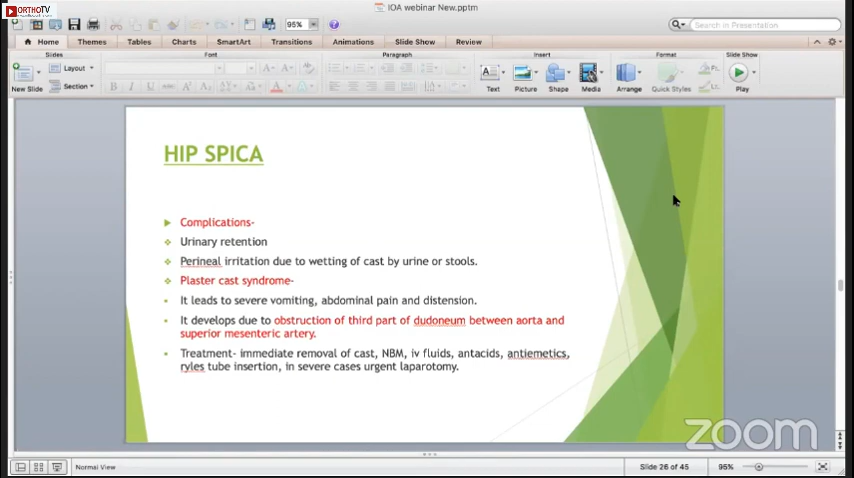 ORTHOTV
IOA webinar New.pptm
95%
Search in Presentation
Home Themes Tables Charts SmartArt Transitions Animations Slide Show Review
Slides Font Paragraph Insert Format Slide Show
Layout
Section
New Slide Text Picture Shape Media Arrange Quick Styles Play
HIP SPICA
Complications-
Urinary retention
Perineal irritation due to wetting of cast by urine or stools.
Plaster cast syndrome-
It leads to severe vomiting, abdominal pain and distension.
It develops due to obstruction of third part of dudoneum between aorta and
superior mesenteric artery.
Treatment- immediate removal of cast, NBM, iv fluids, antacids, antiemetics,
ryles tube insertion, in severe cases urgent laparotomy.
zoom
Normal View Slide 26 of 45 95%